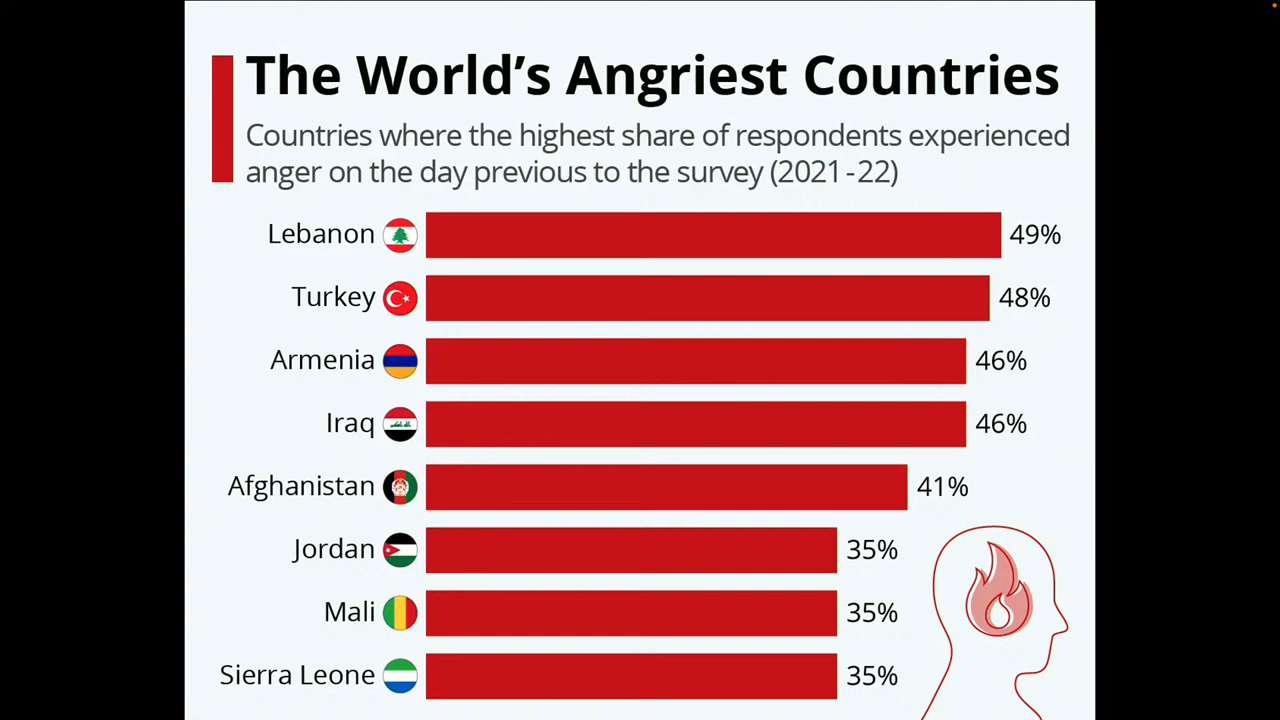 The World’s Angriest Countries
Countries where the highest share of respondents experienced
anger on the day previous to the survey (2021-22)
Lebanon 49%
Turkey 48%
Armenia 46%
Iraq 46%
Afghanistan 41%
Jordan 35%
Mali 35%
Sierra Leone 35%